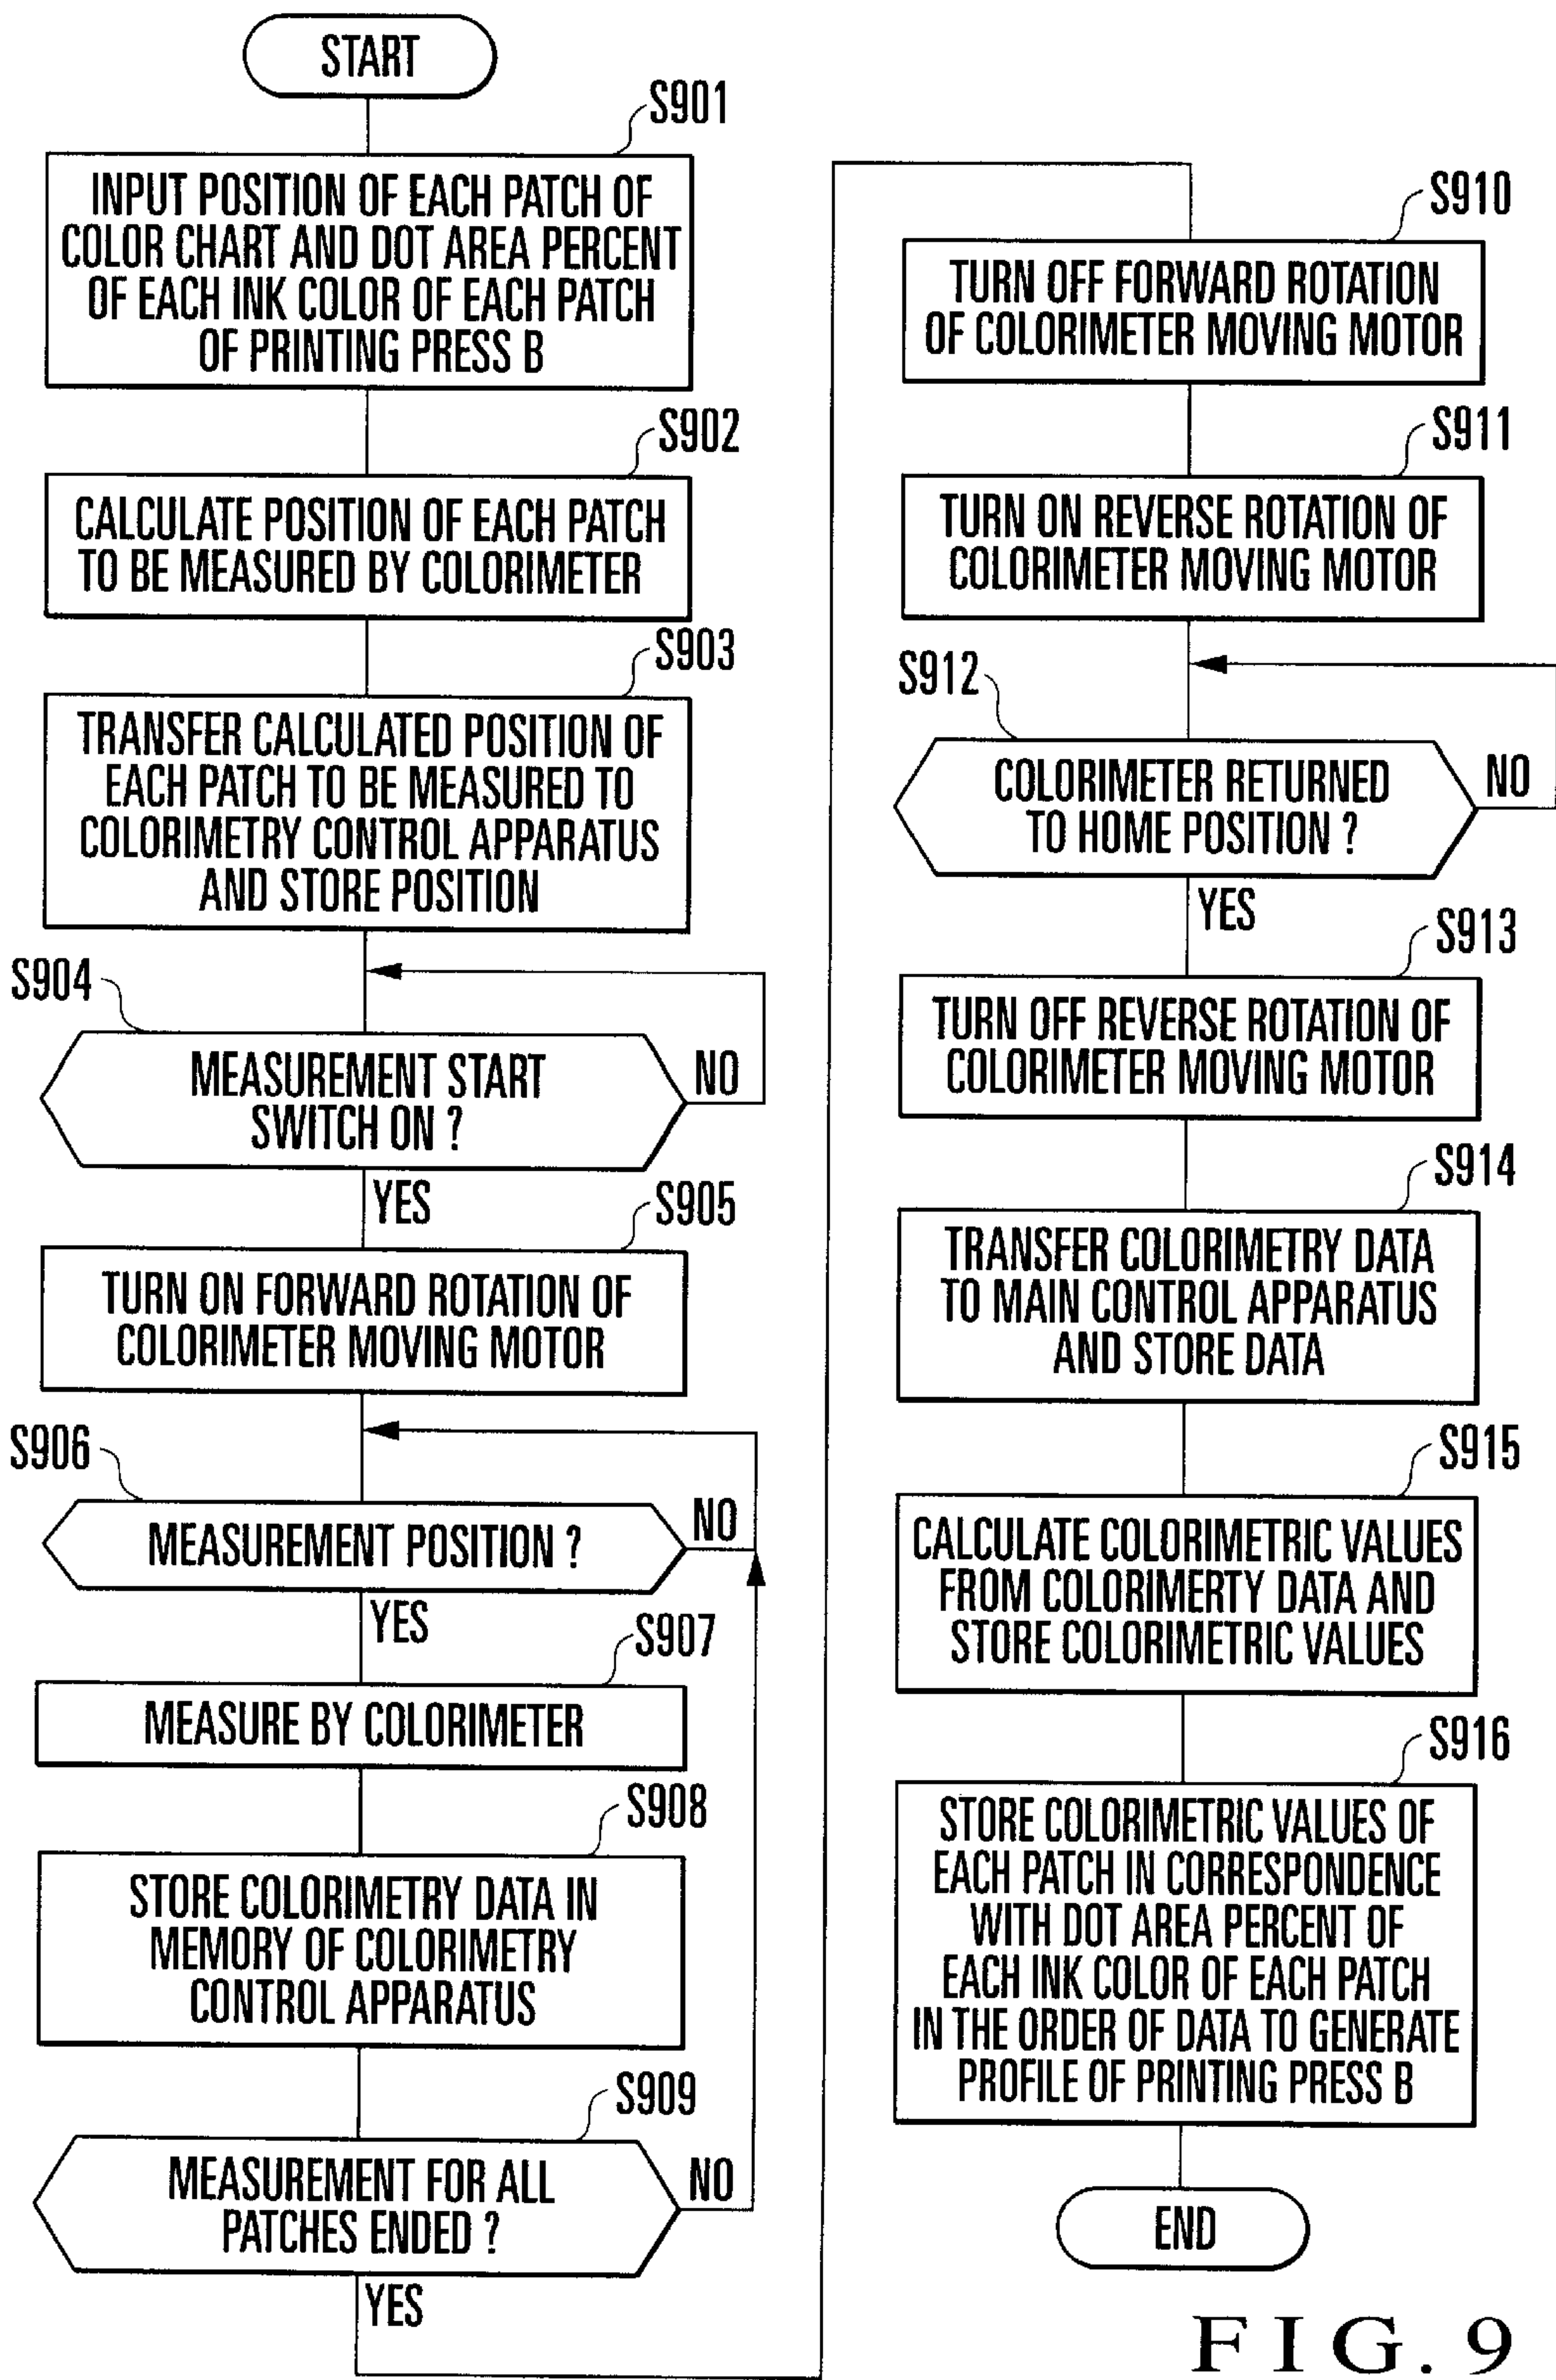 START
S901
INPUT POSITION OF EACH PATCH OF
COLOR CHART AND DOT AREA PERCENT
OF EACH INK COLOR OF EACH PATCH
OF PRINTING PRESS B
S902
CALCULATE POSITION OF EACH PATCH
TO BE MEASURED BY COLORIMETER
S903
TRANSFER CALCULATED POSITION OF
EACH PATCH TO BE MEASURED TO
COLORIMETRY CONTROL APPARATUS
AND STORE POSITION
S904
MEASUREMENT START
SWITCH ON ?
NO
YES
S905
TURN ON FORWARD ROTATION OF
COLORIMETER MOVING MOTOR
S906
MEASUREMENT POSITION ?
NO
YES
S907
MEASURE BY COLORIMETER
S908
STORE COLORIMETRY DATA IN
MEMORY OF COLORIMETRY
CONTROL APPARATUS
S909
MEASUREMENT FOR ALL
PATCHES ENDED ?
NO
YES
S910
TURN OFF FORWARD ROTATION
OF COLORIMETER MOVING MOTOR
S911
TURN ON REVERSE ROTATION OF
COLORIMETER MOVING MOTOR
S912
COLORIMETER RETURNED
TO HOME POSITION ?
NO
YES
S913
TURN OFF REVERSE ROTATION OF
COLORIMETER MOVING MOTOR
S914
TRANSFER COLORIMETRY DATA
TO MAIN CONTROL APPARATUS
AND STORE DATA
S915
CALCULATE COLORIMETRIC VALUES
FROM COLORIMERTY DATA AND
STORE COLORIMETRIC VALUES
S916
STORE COLORIMETRIC VALUES OF
EACH PATCH IN CORRESPONDENCE
WITH DOT AREA PERCENT OF
EACH INK COLOR OF EACH PATCH
IN THE ORDER OF DATA TO GENERATE
PROFILE OF PRINTING PRESS B
END
FIG. 9